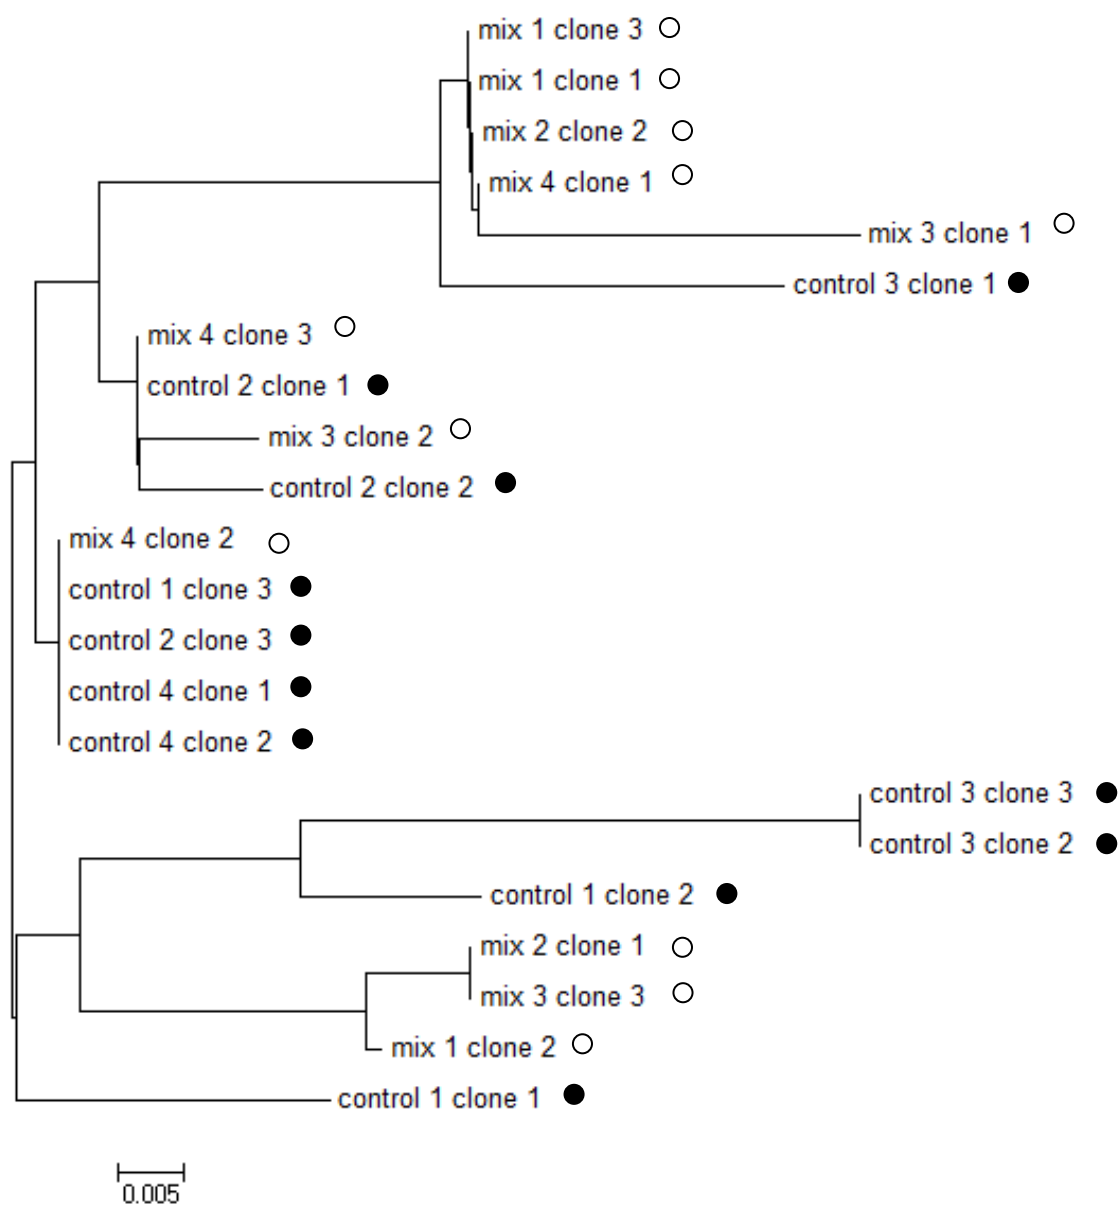 mix 1 clone 3
mix 1 clone 1
mix 2 clone 2
mix 4 clone 1
mix 3 clone 1
control 3 clone 1
mix 4 clone 3
control 2 clone 1
mix 3 clone 2
control 2 clone 2
mix 4 clone 2
control 1 clone 3
control 2 clone 3
control 4 clone 1
control 4 clone 2
control 3 clone 3
control 3 clone 2
control 1 clone 2
mix 2 clone 1
mix 3 clone 3
mix 1 clone 2
control 1 clone 1
0.005